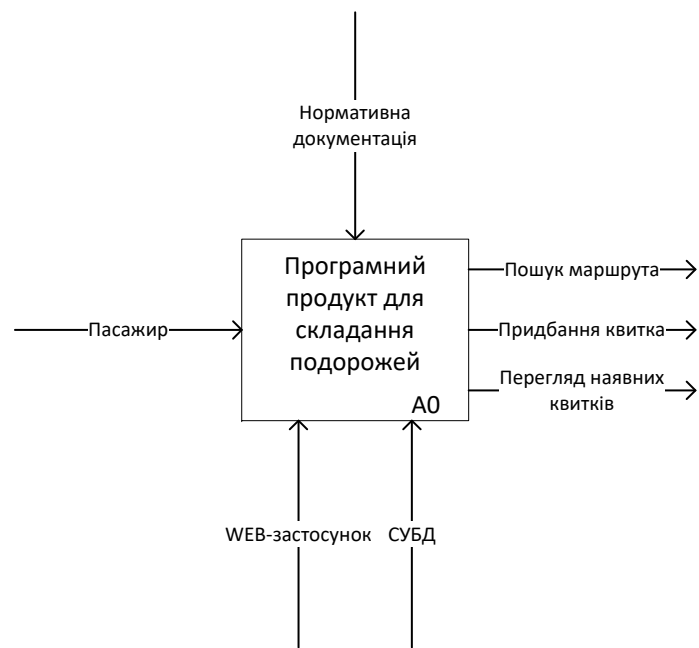 Нормативна
документація
Програмний
продукт для
складання
подорожей
A0
Пасажир
Пошук маршрута
Придбання квитка
Перегляд наявних
квитків
WEB-застосунок
СУБД